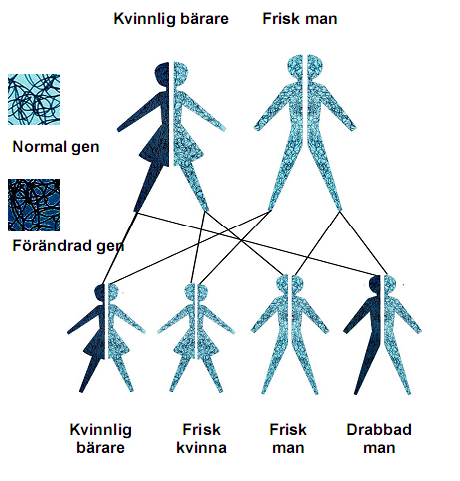 Kvinnlig bärare
Frisk man
Normal gen
Förändrad gen
Kvinnlig
bärare
Frisk
kvinna
Frisk
man
Drabbad
man